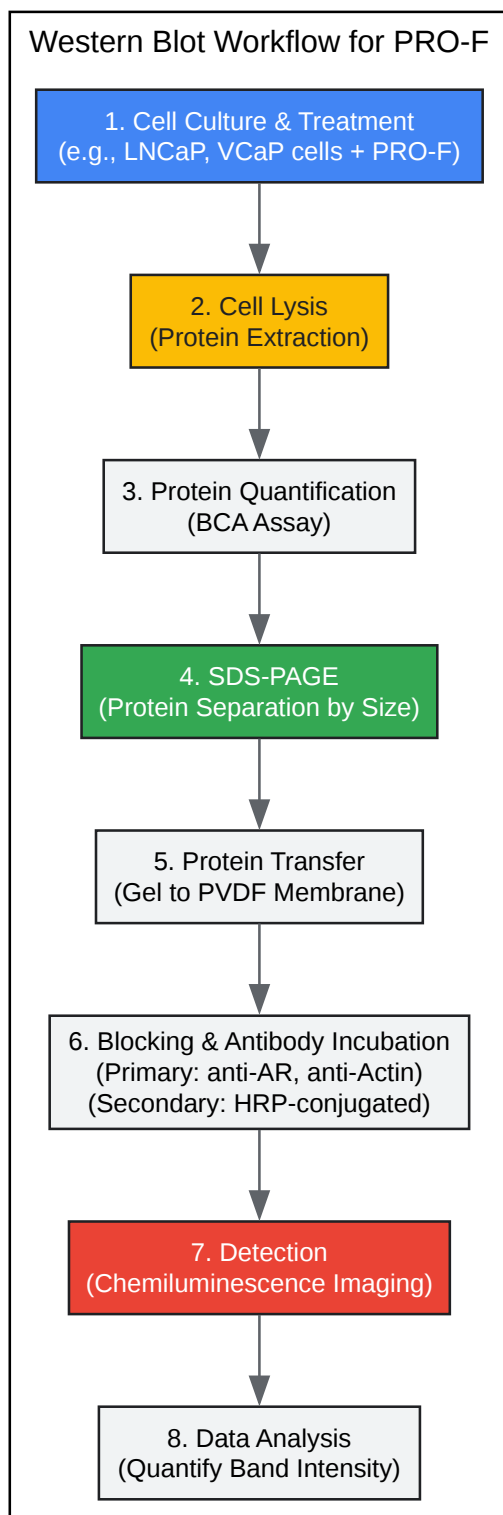 Western Blot Workflow for PRO-F
1. Cell Culture & Treatment
(e.g., LNCaP, VCaP cells + PRO-F)
2. Cell Lysis
(Protein Extraction)
3. Protein Quantification
(BCA Assay)
4. SDS-PAGE
(Protein Separation by Size)
5. Protein Transfer
(Gel to PVDF Membrane)
6. Blocking & Antibody Incubation
(Primary: anti-AR, anti-Actin)
(Secondary: HRP-conjugated)
7. Detection
(Chemiluminescence Imaging)
8. Data Analysis
(Quantify Band Intensity)